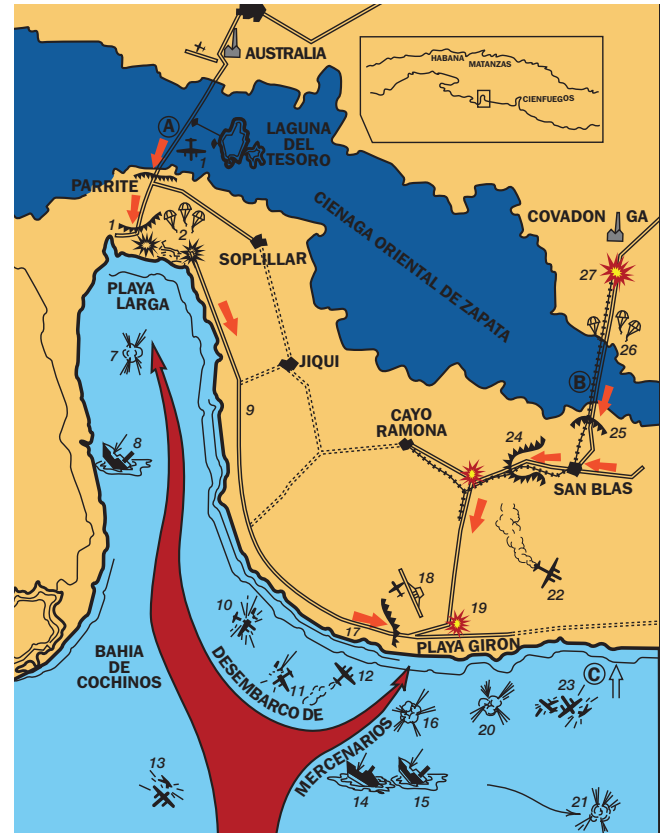 AUSTRALIA
HABANA
MATANZAS
CIENFUEGOS
A
1
LAGUNA
DEL
TESORO
PARRITE
CIENAGA ORIENTAL DE ZAPATA
COVADON GA
1
2
SOPLILLAR
27
PLAYA
LARGA
26
7
JIQUI
B
9
CAYO
RAMONA
24
25
8
SAN BLAS
18
22
10
17
19
PLAYA GIRON
BAHIA
DE
COCHINOS
DESEMBARCO DE
MERCENARIOS
11
12
C
23
16
20
13
14
15
21